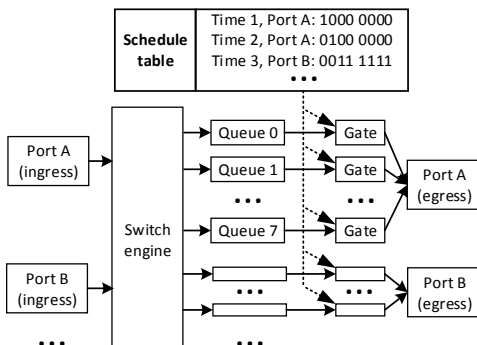 Schedule
table
Time 1, Port A: 1000 0000
Time 2, Port A: 0100 0000
Time 3, Port B: 0011 1111
•••
Port A
(ingress)
Port B
(ingress)
•••
Switch
engine
Queue 0
Gate
Queue 1
Gate
•••
•••
Queue 7
Gate
•••
•••
•••
Port A
(egress)
Port B
(egress)